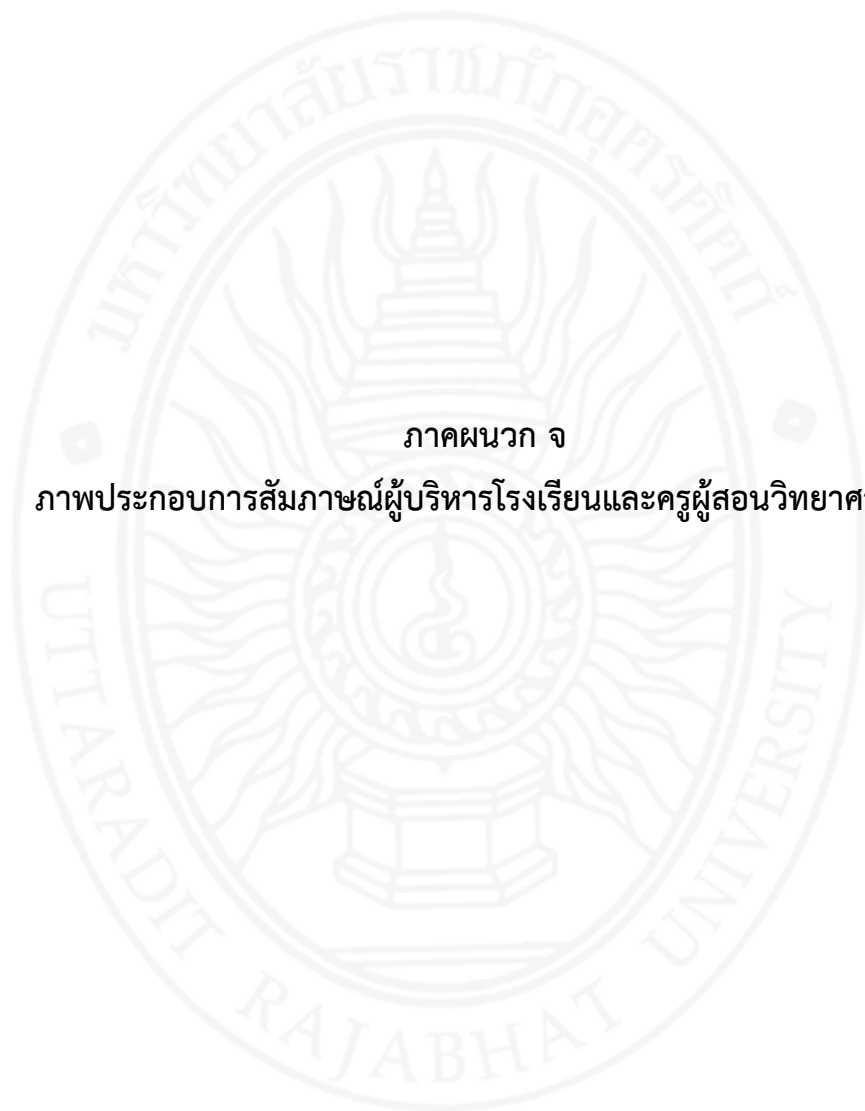 มหาวิทยาลัยราชภัฏอุตรดิตถ์
ภาคผนวก จ
ภาพประกอบการสัมภาษณ์ผู้บริหารโรงเรียนและครูผู้สอนวิทยาศ
UTTARADIT RAJABHAT UNIVERSITY